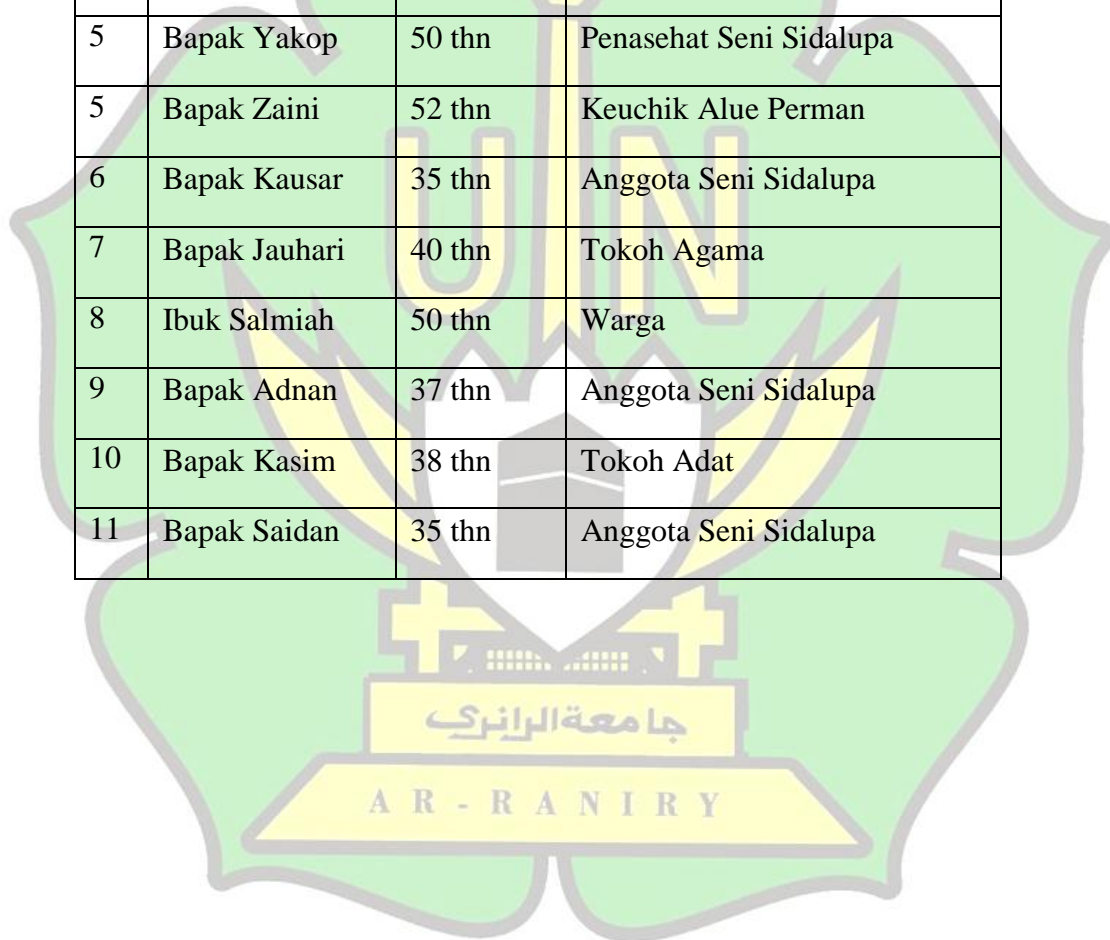 5 Bapak Yakop 50 thn Penasehat Seni Sidalupa
5 Bapak Zaini 52 thn Keuchik Alue Perman
6 Bapak Kausar 35 thn Anggota Seni Sidalupa
7 Bapak Jauhari 40 thn Tokoh Agama
8 Ibuk Salmiah 50 thn Warga
9 Bapak Adnan 37 thn Anggota Seni Sidalupa
10 Bapak Kasim 38 thn Tokoh Adat
11 Bapak Saidan 35 thn Anggota Seni Sidalupa
UIN
جامعةالرانري
AR-RANIRY